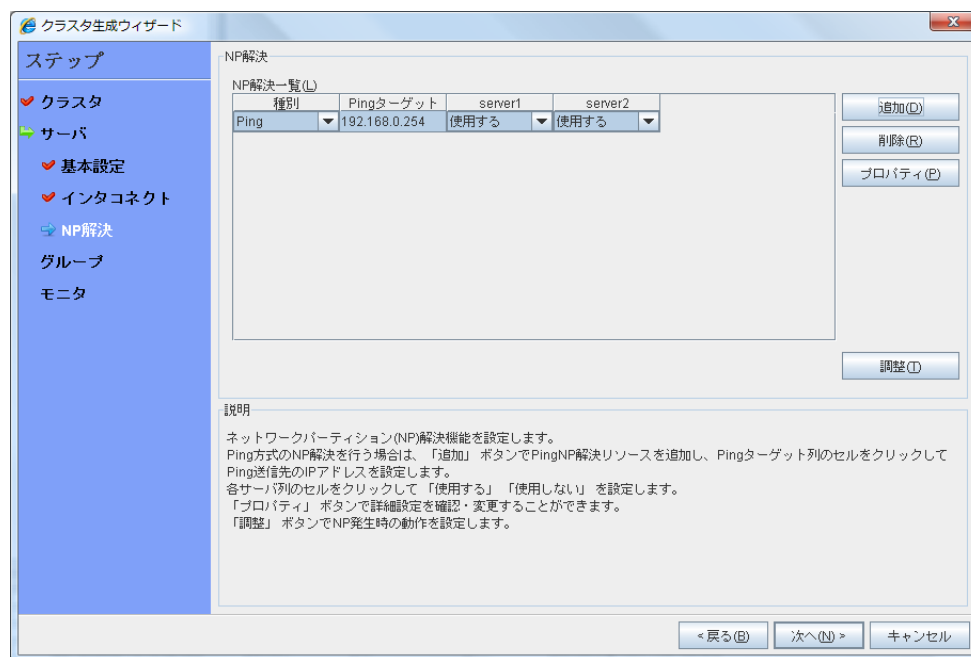 クラスタ生成ウィザード
ステップ
クラスタ
サーバ
基本設定
インタコネクト
NP解決
グループ
モニタ
NP解決
NP解決一覧(L)
種別 Pingターゲット server1 server2
Ping 192.168.0.254 使用する 使用する
追加(D)
削除(R)
プロパティ(P)
調整(T)
説明
ネットワークパーティション(NP)解決機能を設定します。
Ping方式のNP解決を行う場合は、「追加」 ボタンでPingNP解決リソースを追加し、Pingターゲット列のセルをクリックして
Ping送信先のIPアドレスを設定します。
各サーバ列のセルをクリックして 「使用する」 「使用しない」 を設定します。
「プロパティ」 ボタンで詳細設定を確認・変更することができます。
「調整」 ボタンでNP発生時の動作を設定します。
<戻る(B) 次へ(N)> キャンセル